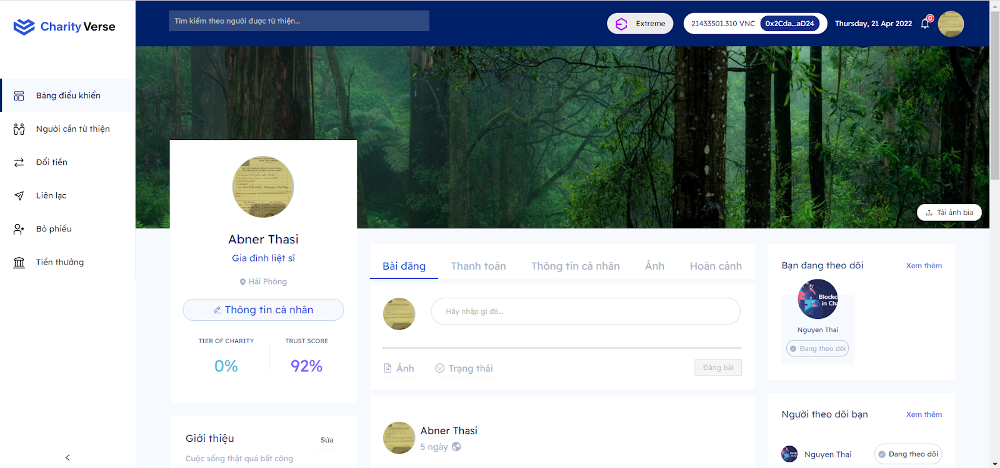 Charity Verse
Tìm kiếm theo người được từ thiện...
Extreme
21433501.310 VNC
0x2Cda...aD24
Thursday, 21 Apr 2022
0
Bảng điều khiển
Người cần từ thiện
Đổi tiền
Liên lạc
Bỏ phiếu
Tiền thưởng
Tải ảnh bìa
Abner Thasi
Gia đình liệt sĩ
Hải Phòng
Thông tin cá nhân
TIER OF CHARITY
TRUST SCORE
0%
92%
Giới thiệu
Sửa
Cuộc sống thật quá bất công
Bài đăng
Thanh toán
Thông tin cá nhân
Ảnh
Hoàn cảnh
Hãy nhập gì đó...
Ảnh
Trạng thái
Đăng bài
Abner Thasi
5 ngày
Bạn đang theo dõi
Xem thêm
Blockc
in Cha
Nguyen Thai
Đang theo dõi
Người theo dõi bạn
Xem thêm
Nguyen Thai
Đang theo dõi